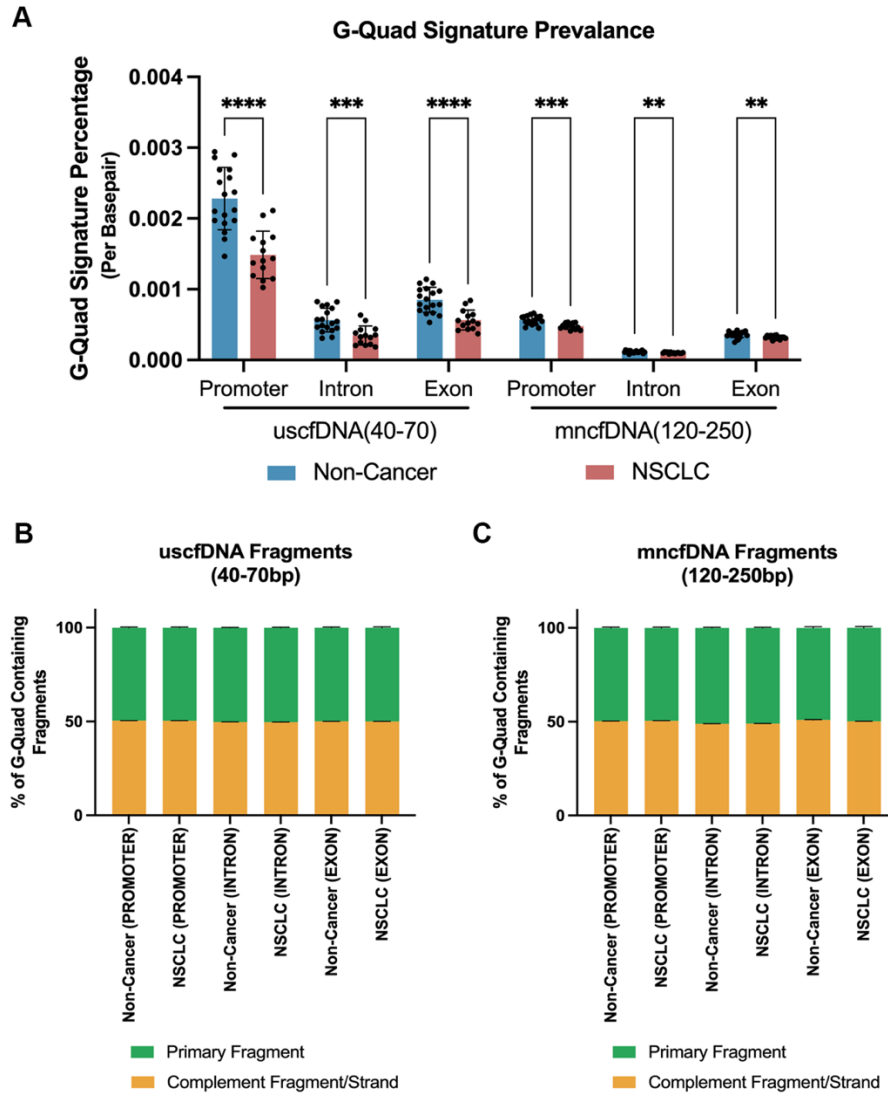 A
G-Quad Signature Prevalance
G-Quad Signature Percentage
(Per Basepair)
0.004
0.003
0.002
0.001
0.000
**** *** **** *** ** **
Promoter Intron Exon Promoter Intron Exon
uscfDNA(40-70) mncfDNA(120-250)
Non-Cancer NSCLC
B
uscfDNA Fragments
(40-70bp)
% of G-Quad Containing
Fragments
100
50
0
Non-Cancer (PROMOTER)
NSCLC (PROMOTER)
Non-Cancer (INTRON)
NSCLC (INTRON)
Non-Cancer (EXON)
NSCLC (EXON)
Primary Fragment
Complement Fragment/Strand
C
mncfDNA Fragments
(120-250bp)
% of G-Quad Containing
Fragments
100
50
0
Non-Cancer (PROMOTER)
NSCLC (PROMOTER)
Non-Cancer (INTRON)
NSCLC (INTRON)
Non-Cancer (EXON)
NSCLC (EXON)
Primary Fragment
Complement Fragment/Strand